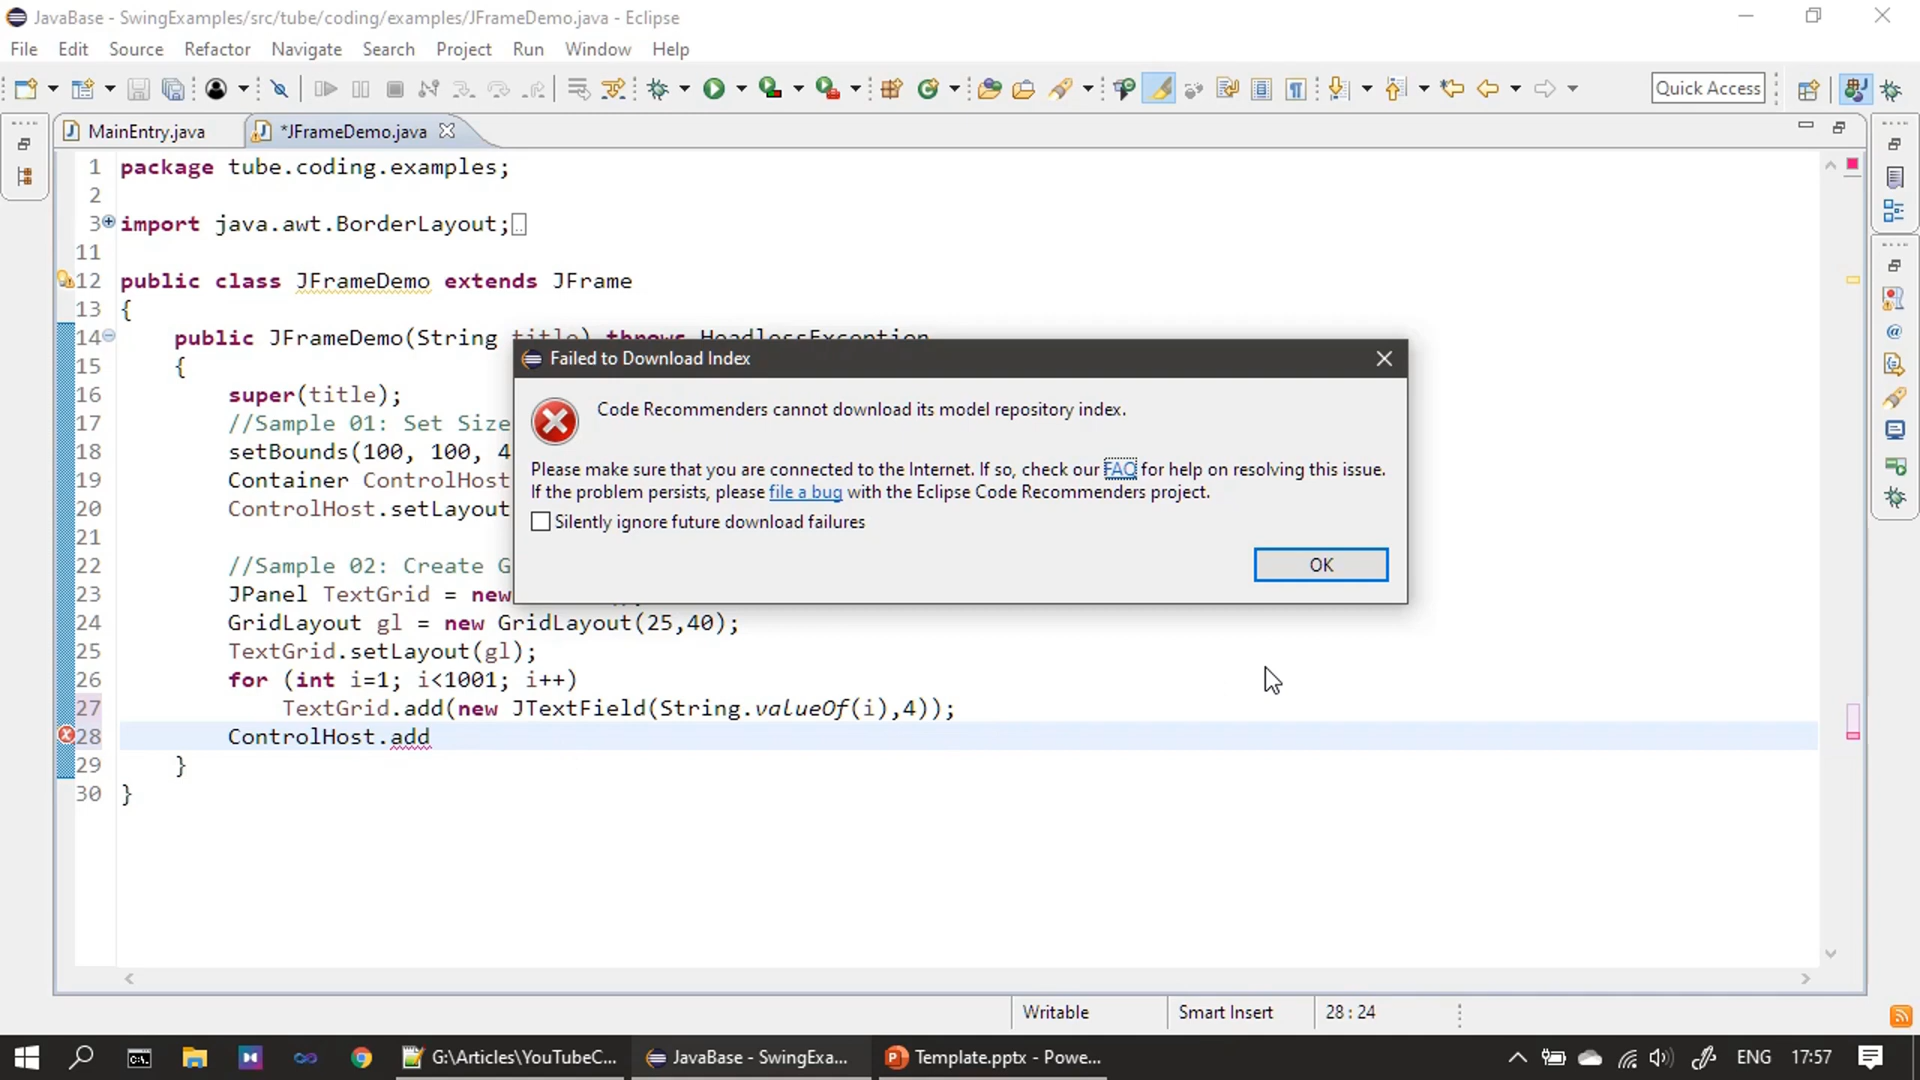 JavaBase - SwingExamples/src/tube/coding/examples/JFrameDemo.java - Eclipse
File Edit Source Refactor Navigate Search Project Run Window Help
Quick Access
MainEntry.java *JFrameDemo.java
1 package tube.coding.examples;
2
3 import java.awt.BorderLayout;
11
12 public class JFrameDemo extends JFrame
13 {
14 public JFrameDemo(String title) throws HeadlessException
15 {
16 super(title);
17 //Sample 01: Set Size
18 setBounds(100, 100, 4
19 Container ControlHost
20 ControlHost.setLayout
21
22 //Sample 02: Create G
23 JPanel TextGrid = new
24 GridLayout gl = new GridLayout(25,40);
25 TextGrid.setLayout(gl);
26 for (int i=1; i<1001; i++)
27 TextGrid.add(new JTextField(String.valueOf(i),4));
28 ControlHost.add
29 }
30 }
Failed to Download Index
Code Recommenders cannot download its model repository index.
Please make sure that you are connected to the Internet. If so, check our FAQ for help on resolving this issue.
If the problem persists, please file a bug with the Eclipse Code Recommenders project.
Silently ignore future download failures
OK
Writable Smart Insert 28 : 24
G:\Articles\YouTubeC... JavaBase - SwingExa... Template.pptx - Powe... ENG 17:57